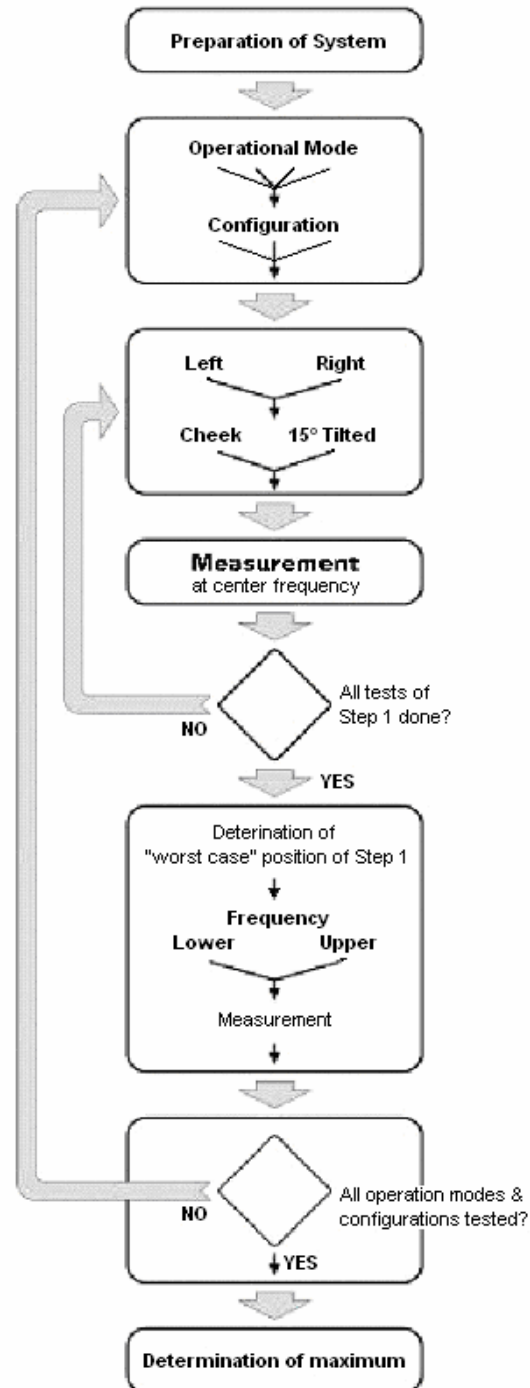 Preparation of System
Operational Mode
Configuration
Left Right
Cheek 15° Tilted
Measurement
at center frequency
All tests of
Step 1 done?
NO
YES
Deterination of
"worst case" position of Step 1
Frequency
Lower Upper
Measurement
All operation modes &
configurations tested?
NO
YES
Determination of maximum